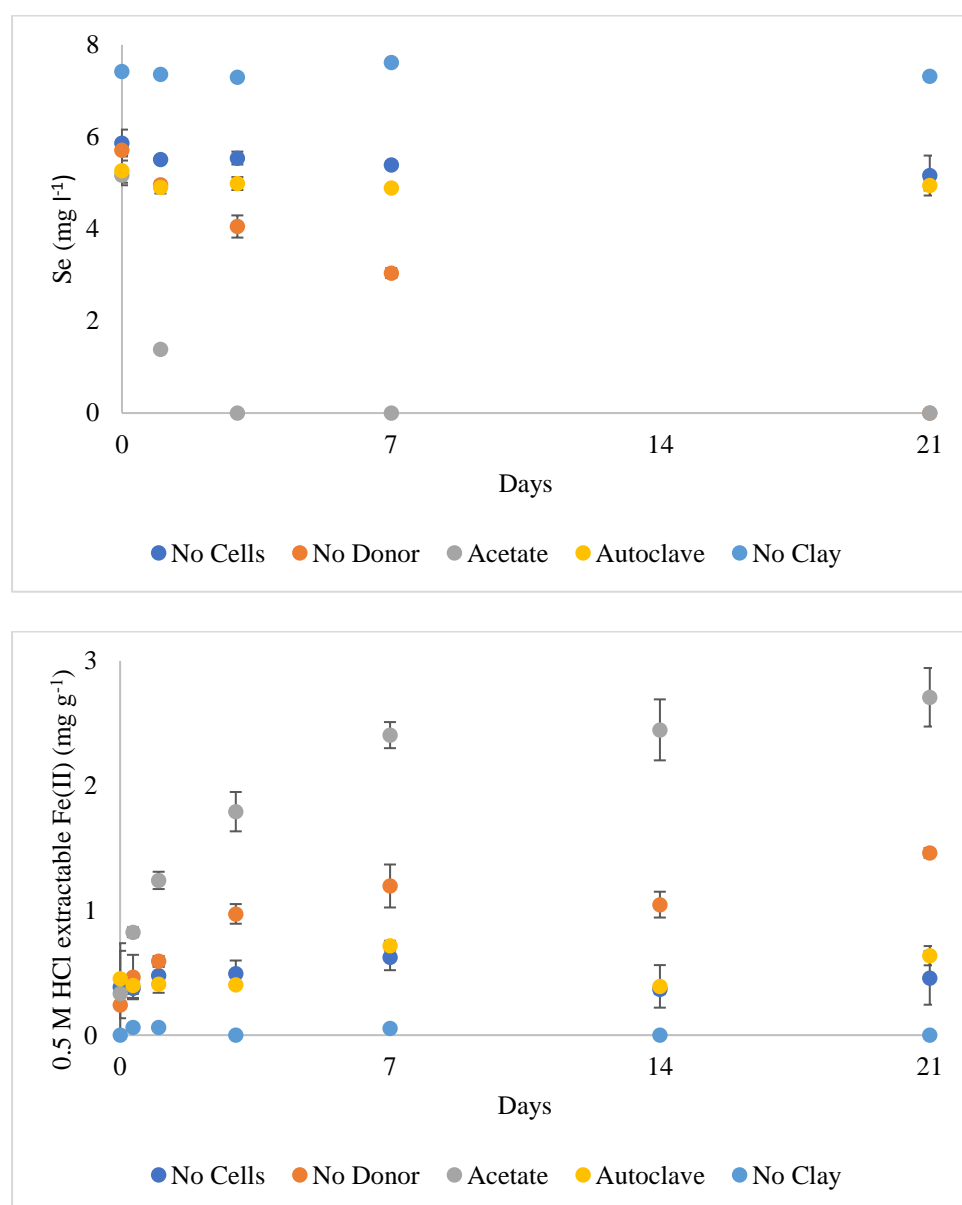 8
6
4
2
0
Se (mg l⁻¹)
0 7 14 21
Days
No Cells No Donor Acetate Autoclave No Clay
3
2
1
0
0.5 M HCl extractable Fe(II) (mg g⁻¹)
0 7 14 21
Days
No Cells No Donor Acetate Autoclave No Clay